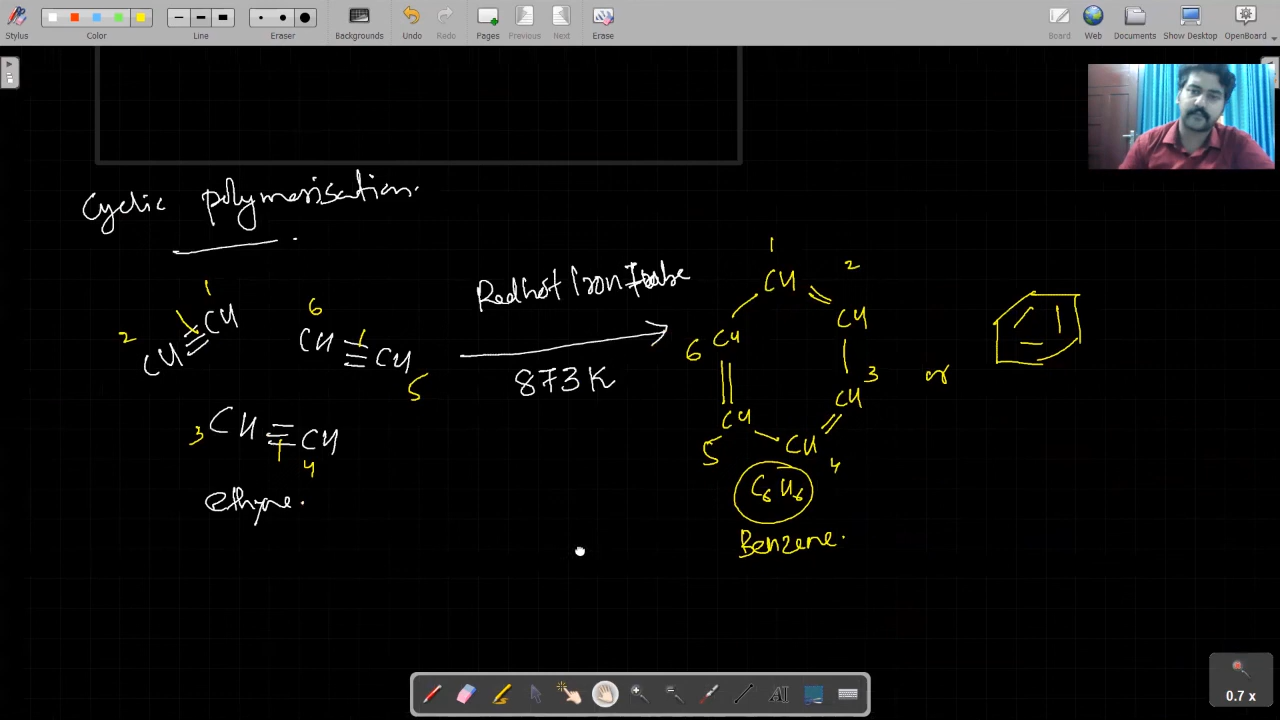 Stylus Color Line Eraser Backgrounds Undo Redo Pages Previous Next Erase Board Web Documents Show Desktop OpenBoard
Cyclic polymerisation.
1
2 CH≡CH
6 CH≡CH 5
3 CH≡CH 4
ethyne.
Redhot Iron Tube
873K
1 CH
2 CH
6 CH
CH 3
5 CH
CH 4
or
C6H6
Benzene.
AI
0.7 x